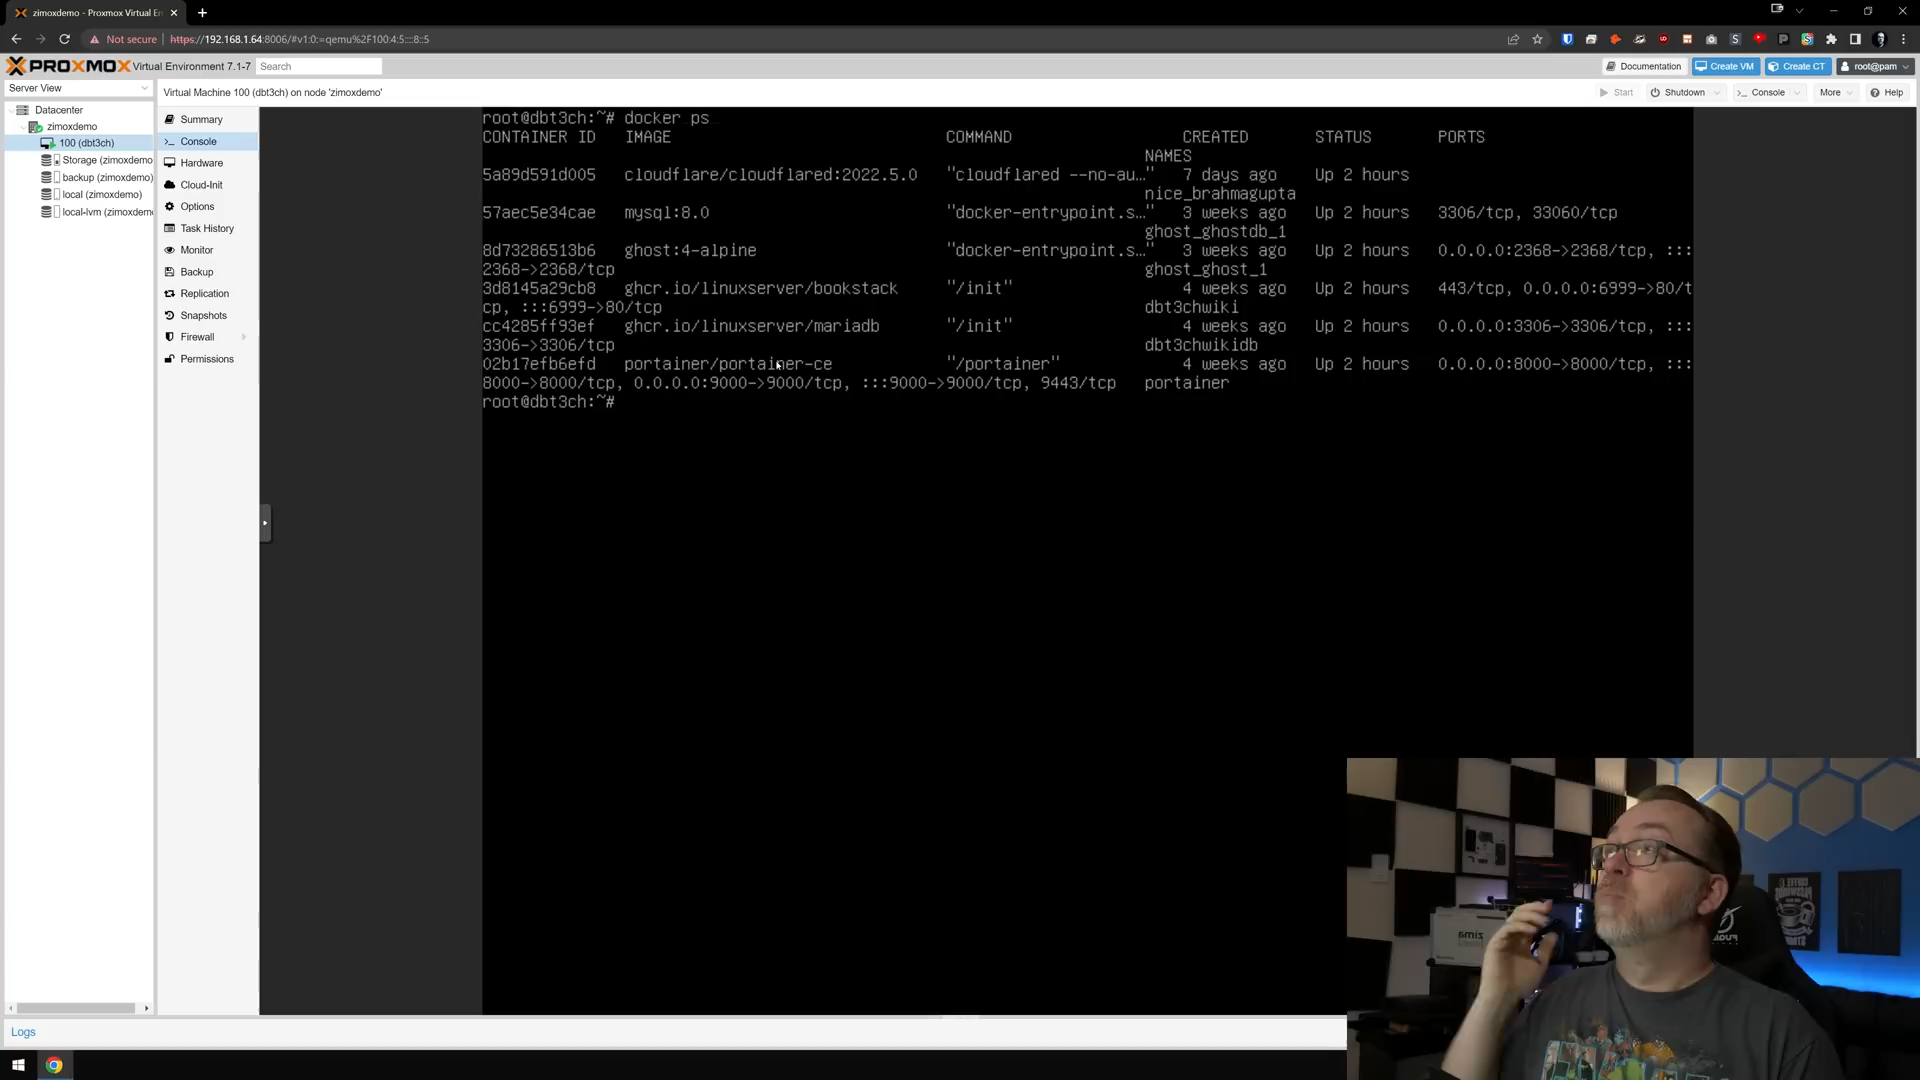 zimoxdemo - Proxmox Virtual En
Not secure
https://192.168.1.64:8006/#v1:0:=qemu%2F100:4:5::::8::5
PROXMOX Virtual Environment 7.1-7
Search
Documentation
Create VM
Create CT
root@pam
Server View
Virtual Machine 100 (dbt3ch) on node 'zimoxdemo'
Start
Shutdown
Console
More
Help
Datacenter
zimoxdemo
100 (dbt3ch)
Storage (zimoxdemo
backup (zimoxdemo)
local (zimoxdemo)
local-lvm (zimoxdemo
Summary
Console
Hardware
Cloud-Init
Options
Task History
Monitor
Backup
Replication
Snapshots
Firewall
Permissions
root@dbt3ch:~# docker ps
CONTAINER ID IMAGE COMMAND CREATED STATUS PORTS
NAMES
5a89d591d005 cloudflare/cloudflared:2022.5.0 "cloudflared --no-au…" 7 days ago Up 2 hours
nice_brahmagupta
57aec5e34cae mysql:8.0 "docker-entrypoint.s…" 3 weeks ago Up 2 hours 3306/tcp, 33060/tcp
ghost_ghostdb_1
8d73286513b6 ghost:4-alpine "docker-entrypoint.s…" 3 weeks ago Up 2 hours 0.0.0.0:2368->2368/tcp, :::
2368->2368/tcp ghost_ghost_1
3d8145a29cb8 ghcr.io/linuxserver/bookstack "/init" 4 weeks ago Up 2 hours 443/tcp, 0.0.0.0:6999->80/t
cp, :::6999->80/tcp dbt3chwiki
cc4285ff93ef ghcr.io/linuxserver/mariadb "/init" 4 weeks ago Up 2 hours 0.0.0.0:3306->3306/tcp, :::
3306->3306/tcp dbt3chwikidb
02b17efb6efd portainer/portainer-ce "/portainer" 4 weeks ago Up 2 hours 0.0.0.0:8000->8000/tcp, :::
8000->8000/tcp, 0.0.0.0:9000->9000/tcp, :::9000->9000/tcp, 9443/tcp portainer
root@dbt3ch:~#
Logs
zima
COFFEE
PASSWORDS
STRONG